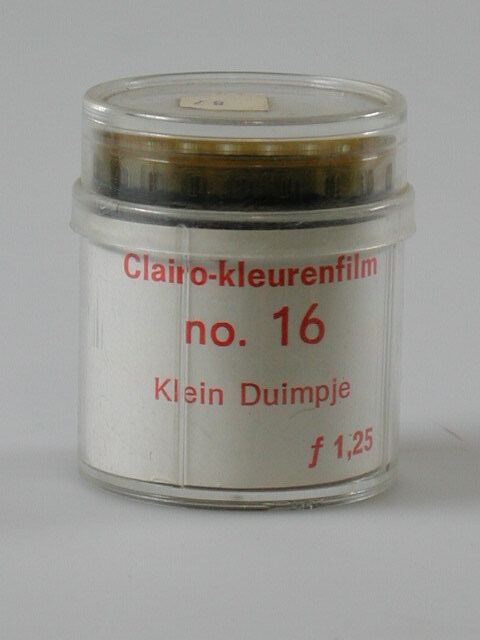 Clairo-kleurenfilm
no. 16
Klein Duimpje
ƒ 1,25